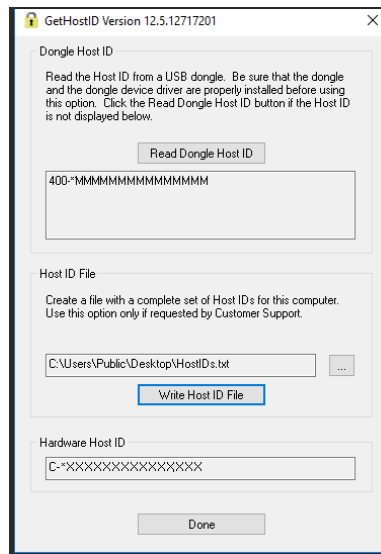 GetHostID Version 12.5.12717201
Dongle Host ID
Read the Host ID from a USB dongle. Be sure that the dongle
and the dongle device driver are properly installed before using
this option. Click the Read Dongle Host ID button if the Host ID
is not displayed below.
Read Dongle Host ID
400-*MMMMMMMMMMMMMMM
Host ID File
Create a file with a complete set of Host IDs for this computer.
Use this option only if requested by Customer Support.
C:\Users\Public\Desktop\HostIDs.txt
...
Write Host ID File
Hardware Host ID
C-*XXXXXXXXXXXXXXX
Done